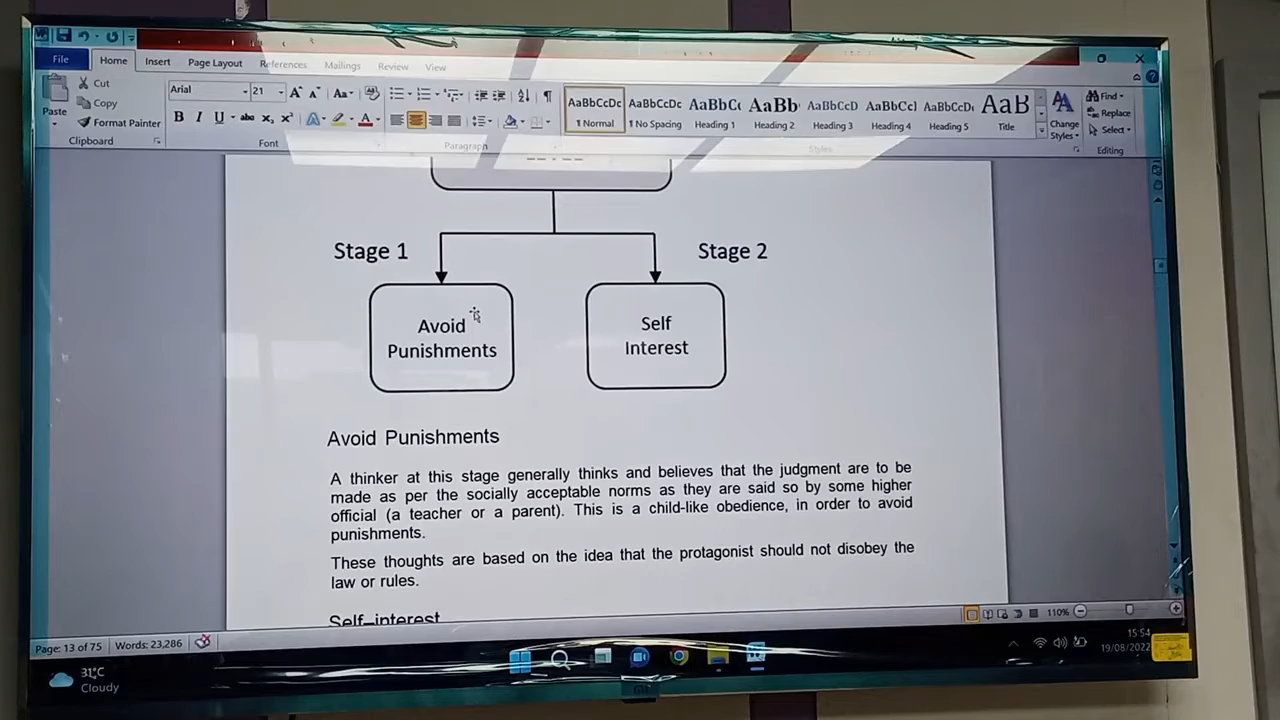 File Home Insert Page Layout References Mailings Review View
Cut
Copy
Format Painter
Paste
Clipboard
Arial 21
B I U abc
Font
Paragraph
AaBbCcDc AaBbCcDc AaBbC( AaBb( AaBbCcD AaBbCcl AaBbCcD( AaB
¶ Normal ¶ No Spacing Heading 1 Heading 2 Heading 3 Heading 4 Heading 5 Title
Styles
Change
Styles
Find
Replace
Select
Editing
Stage 1
Stage 2
Avoid
Punishments
Self
Interest
Avoid Punishments
A thinker at this stage generally thinks and believes that the judgment are to be
made as per the socially acceptable norms as they are said so by some higher
official (a teacher or a parent). This is a child-like obedience, in order to avoid
punishments.
These thoughts are based on the idea that the protagonist should not disobey the
law or rules.
Self–interest
Page: 13 of 75 Words: 23,286
110%
31°C
Cloudy
15:54
19/08/2022